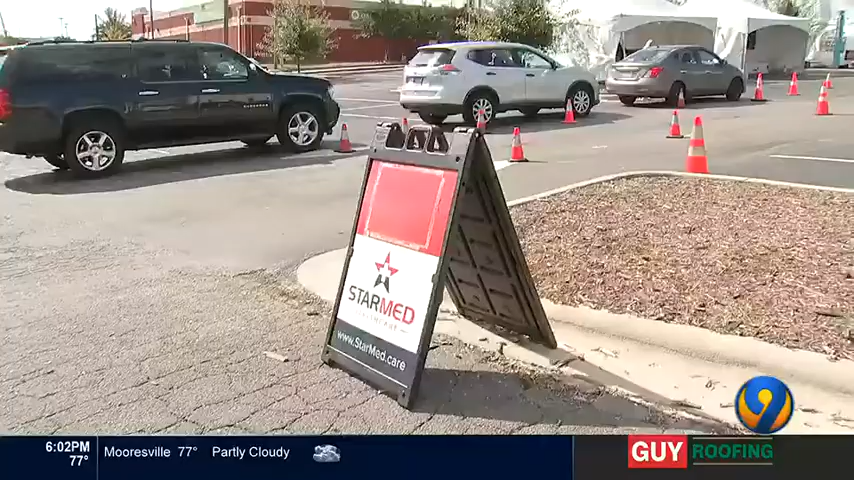 STARMED
www.StarMed.care
9
6:02PM
77°
Mooresville 77° Partly Cloudy
GUY ROOFING